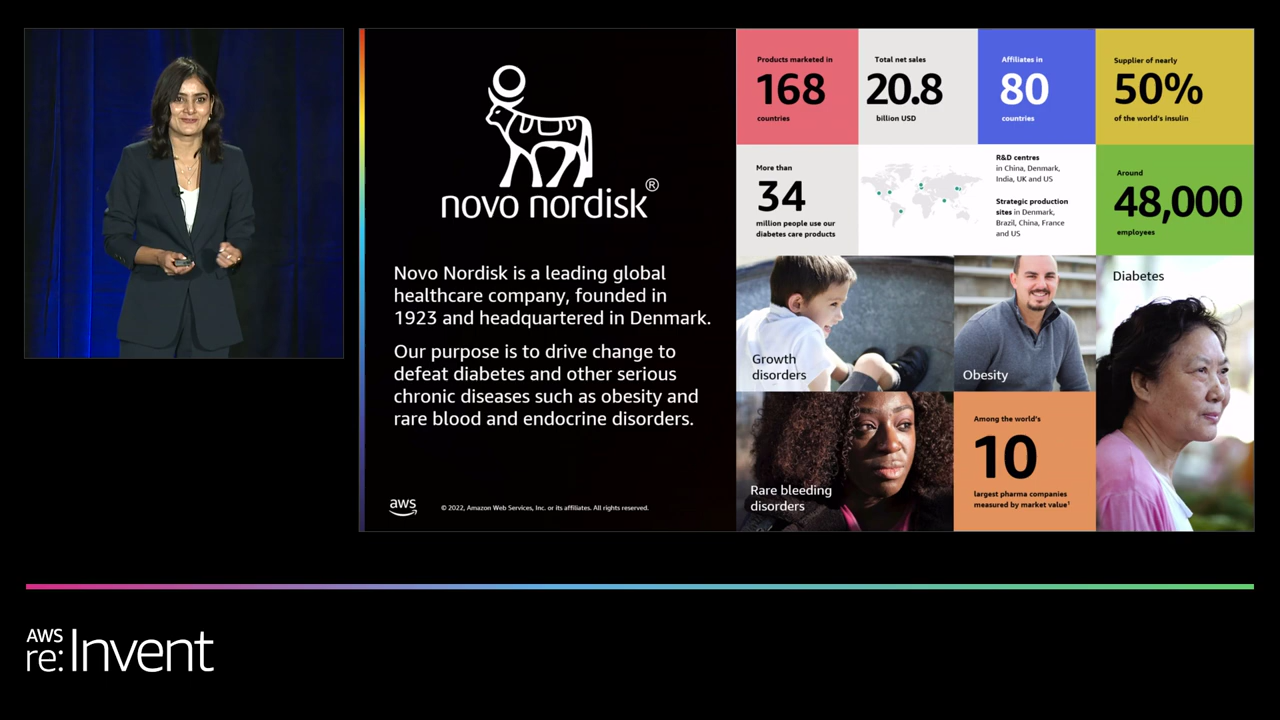 novo nordisk®
Novo Nordisk is a leading global
healthcare company, founded in
1923 and headquartered in Denmark.
Our purpose is to drive change to
defeat diabetes and other serious
chronic diseases such as obesity and
rare blood and endocrine disorders.
aws
© 2022, Amazon Web Services, Inc. or its affiliates. All rights reserved.
Products marketed in
168
countries
Total net sales
20.8
billion USD
Affiliates in
80
countries
Supplier of nearly
50%
of the world's insulin
More than
34
million people use our
diabetes care products
R&D centres
in China, Denmark,
India, UK and US
Strategic production
sites in Denmark,
Brazil, China, France
and US
Around
48,000
employees
Growth
disorders
Obesity
Diabetes
Rare bleeding
disorders
Among the world's
10
largest pharma companies
measured by market value¹
AWS
re:Invent